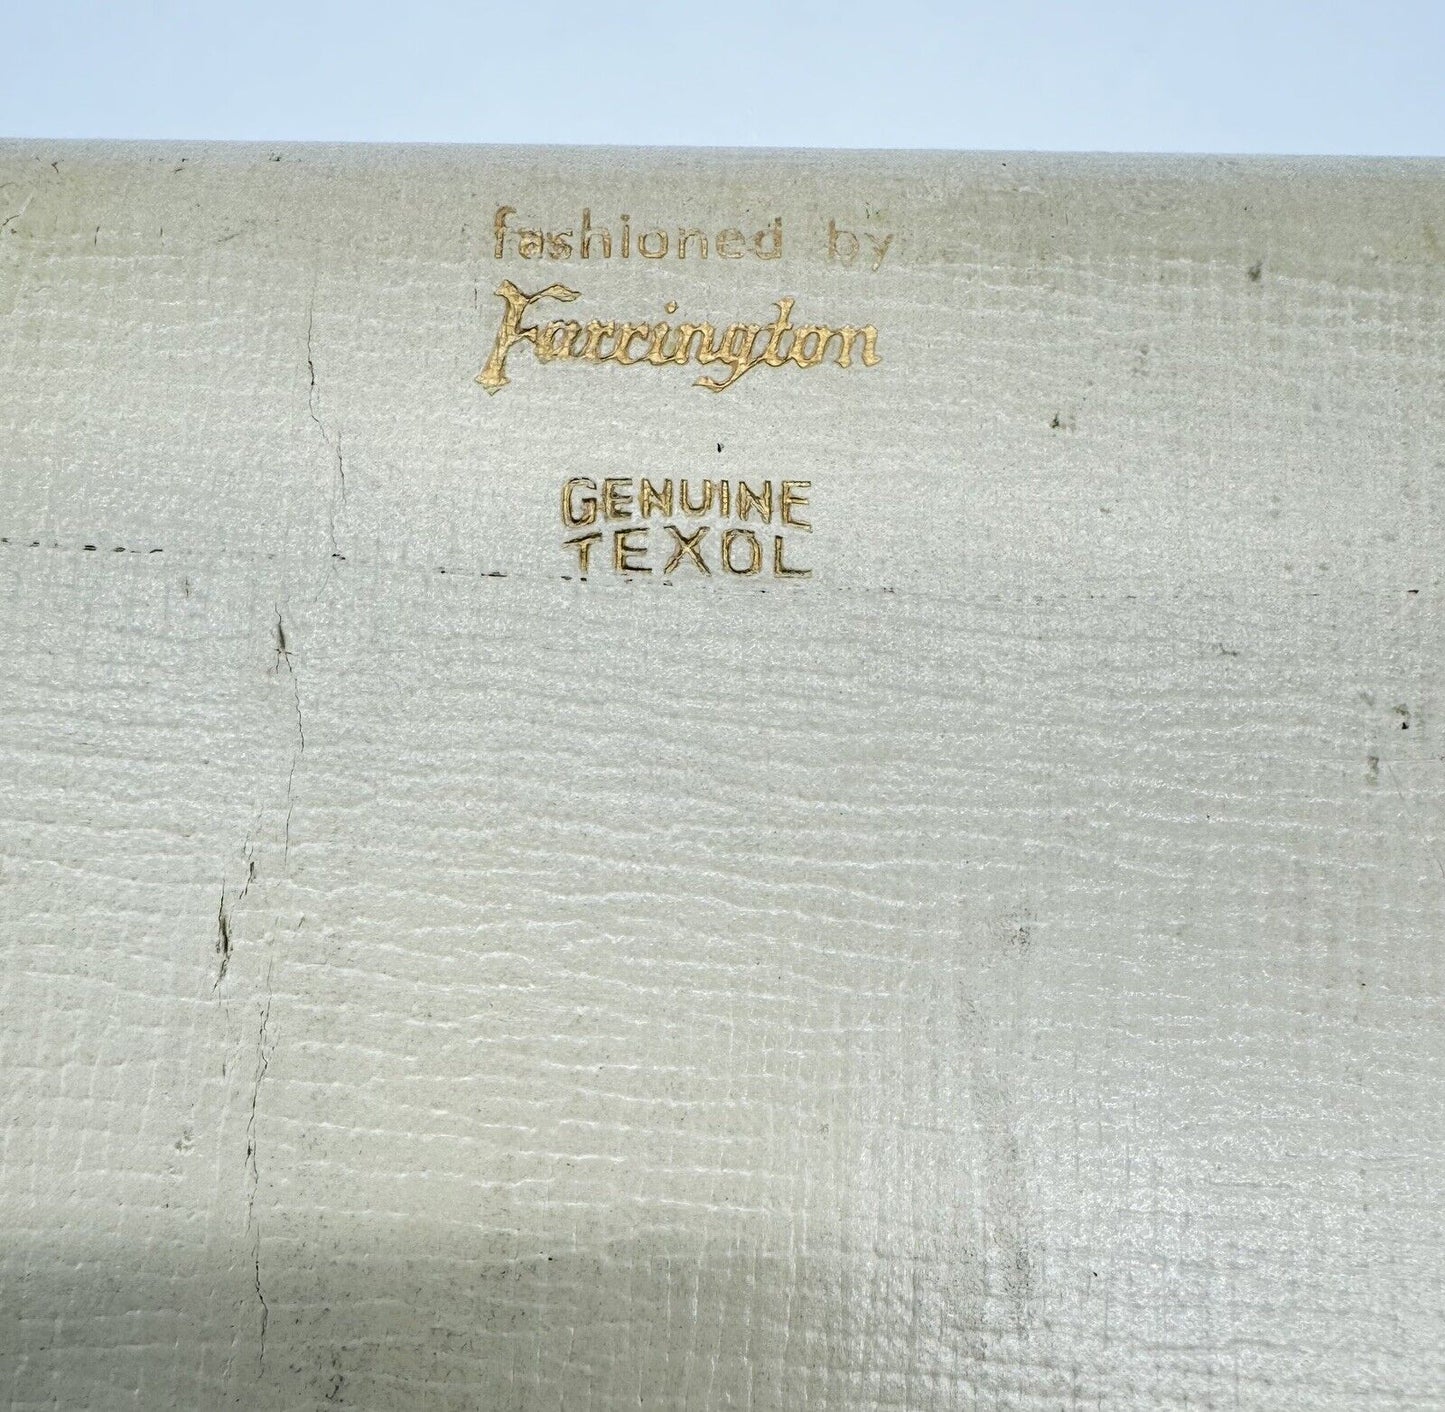 fashioned by
Farrington
GENUINE
TEXOL